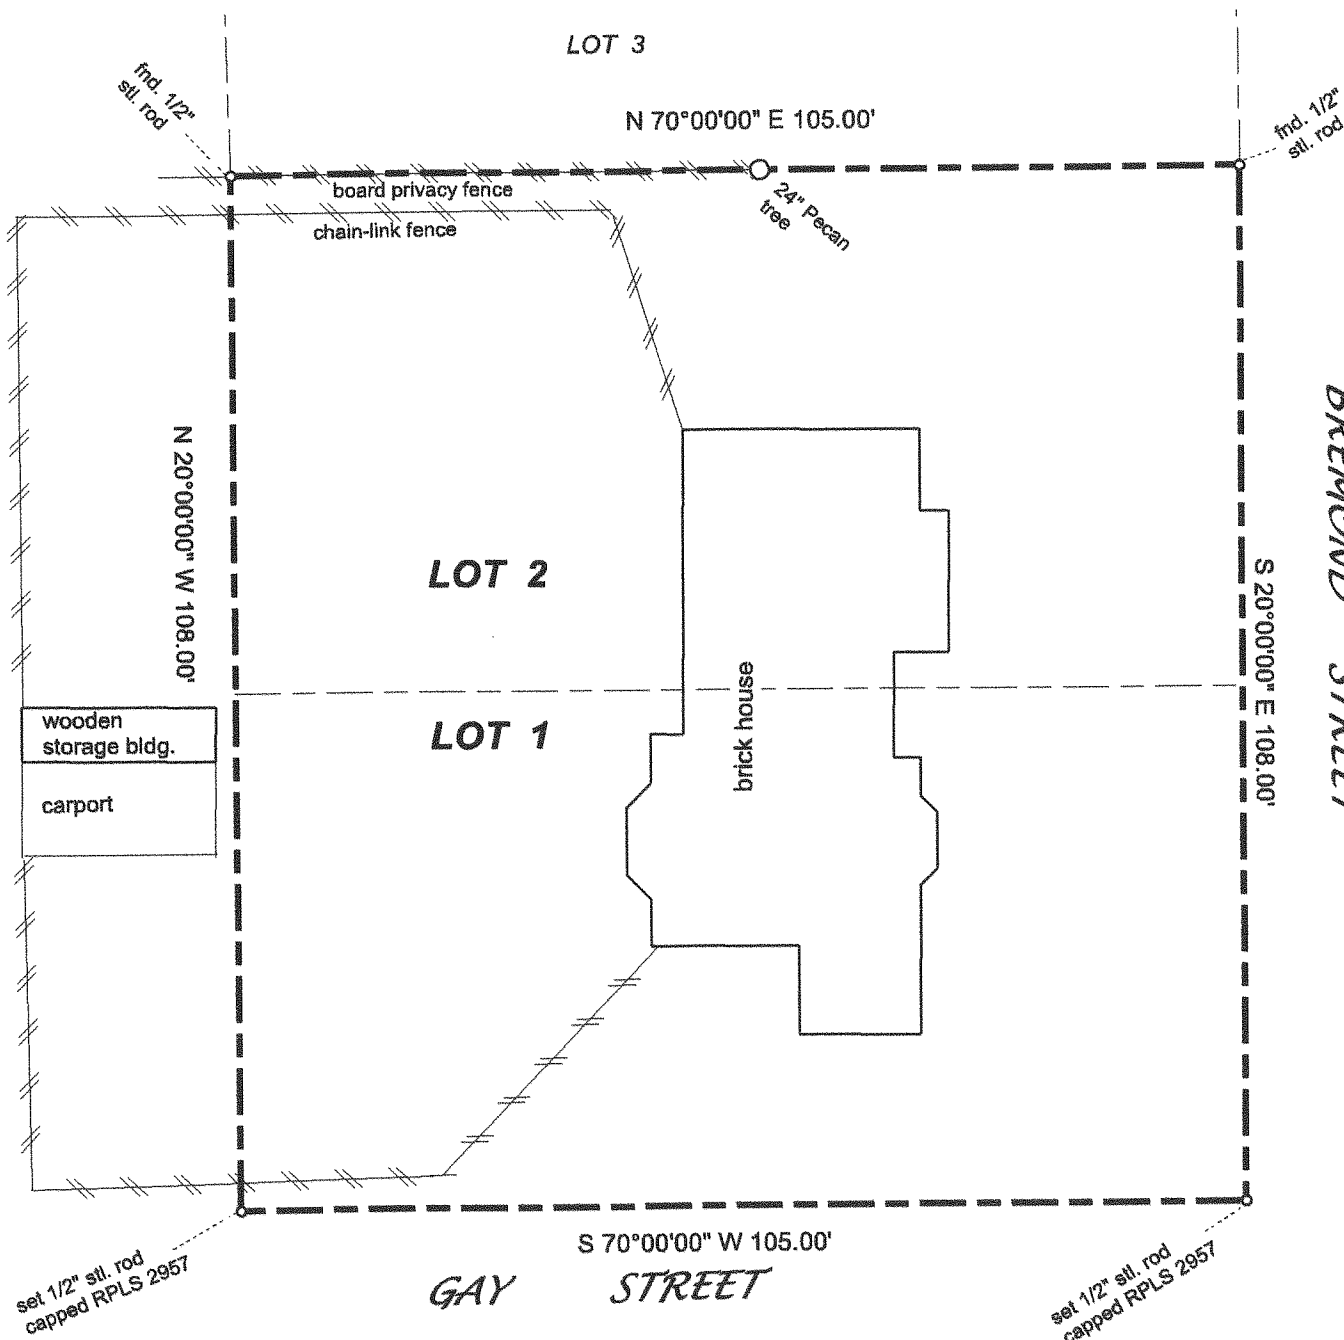 LOT 3
fnd. 1/2"
stl. rod
N 70°00'00" E 105.00'
fnd. 1/2"
stl. rod
board privacy fence
24" Pecan
tree
chain-link fence
N 20°00'00" W 108.00'
LOT 2
BREMOND STREET
S 20°00'00" E 108.00'
brick house
wooden
storage bldg.
LOT 1
carport
S 70°00'00" W 105.00'
set 1/2" stl. rod
capped RPLS 2957
GAY STREET
set 1/2" stl. rod
capped RPLS 2957